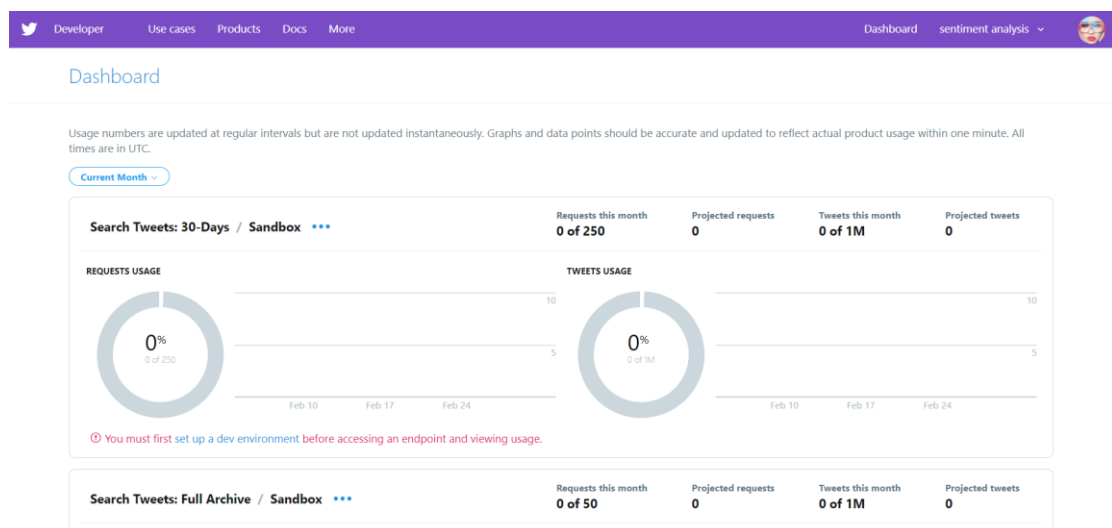 Developer Use cases Products Docs More Dashboard sentiment analysis
Dashboard
Usage numbers are updated at regular intervals but are not updated instantaneously. Graphs and data points should be accurate and updated to reflect actual product usage within one minute. All
times are in UTC.
Current Month
Search Tweets: 30-Days / Sandbox •••
Requests this month Projected requests Tweets this month Projected tweets
0 of 250 0 0 of 1M 0
REQUESTS USAGE TWEETS USAGE
10 10
0% 0%
0 of 250 0 of 1M
5 5
Feb 10 Feb 17 Feb 24 Feb 10 Feb 17 Feb 24
You must first set up a dev environment before accessing an endpoint and viewing usage.
Search Tweets: Full Archive / Sandbox •••
Requests this month Projected requests Tweets this month Projected tweets
0 of 50 0 0 of 1M 0